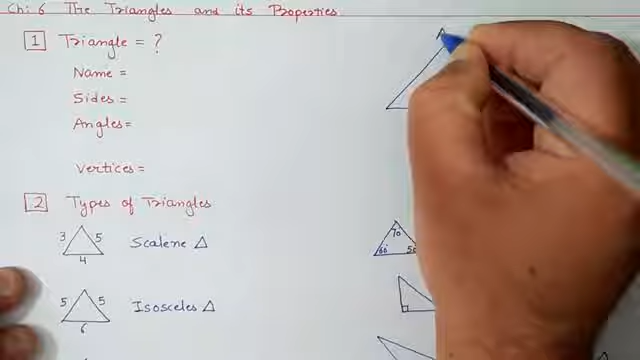 Ch: 6 The Triangles and its Properties
1 Triangle = ?
Name =
Sides =
Angles=
Vertices =
2 Types of Triangles
3 5
4
Scalene △
70
60 50
5 5
6
Isosceles △
A